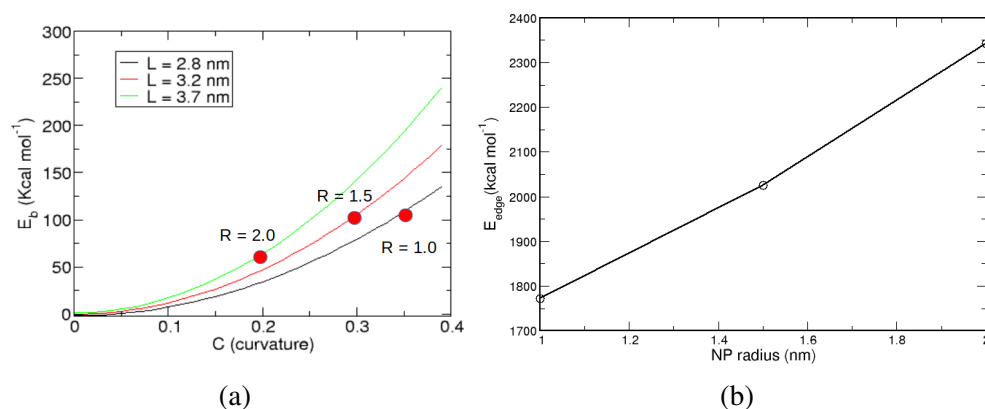 300
250
200
150
100
50
0
E_b (Kcal mol⁻¹)
L = 2.8 nm
L = 3.2 nm
L = 3.7 nm
R = 2.0
R = 1.5
R = 1.0
0 0.1 0.2 0.3 0.4
C (curvature)
(a)
2400
2300
2200
2100
2000
1900
1800
1700
E_edge(kcal mol⁻¹)
1 1.2 1.4 1.6 1.8 2
NP radius (nm)
(b)